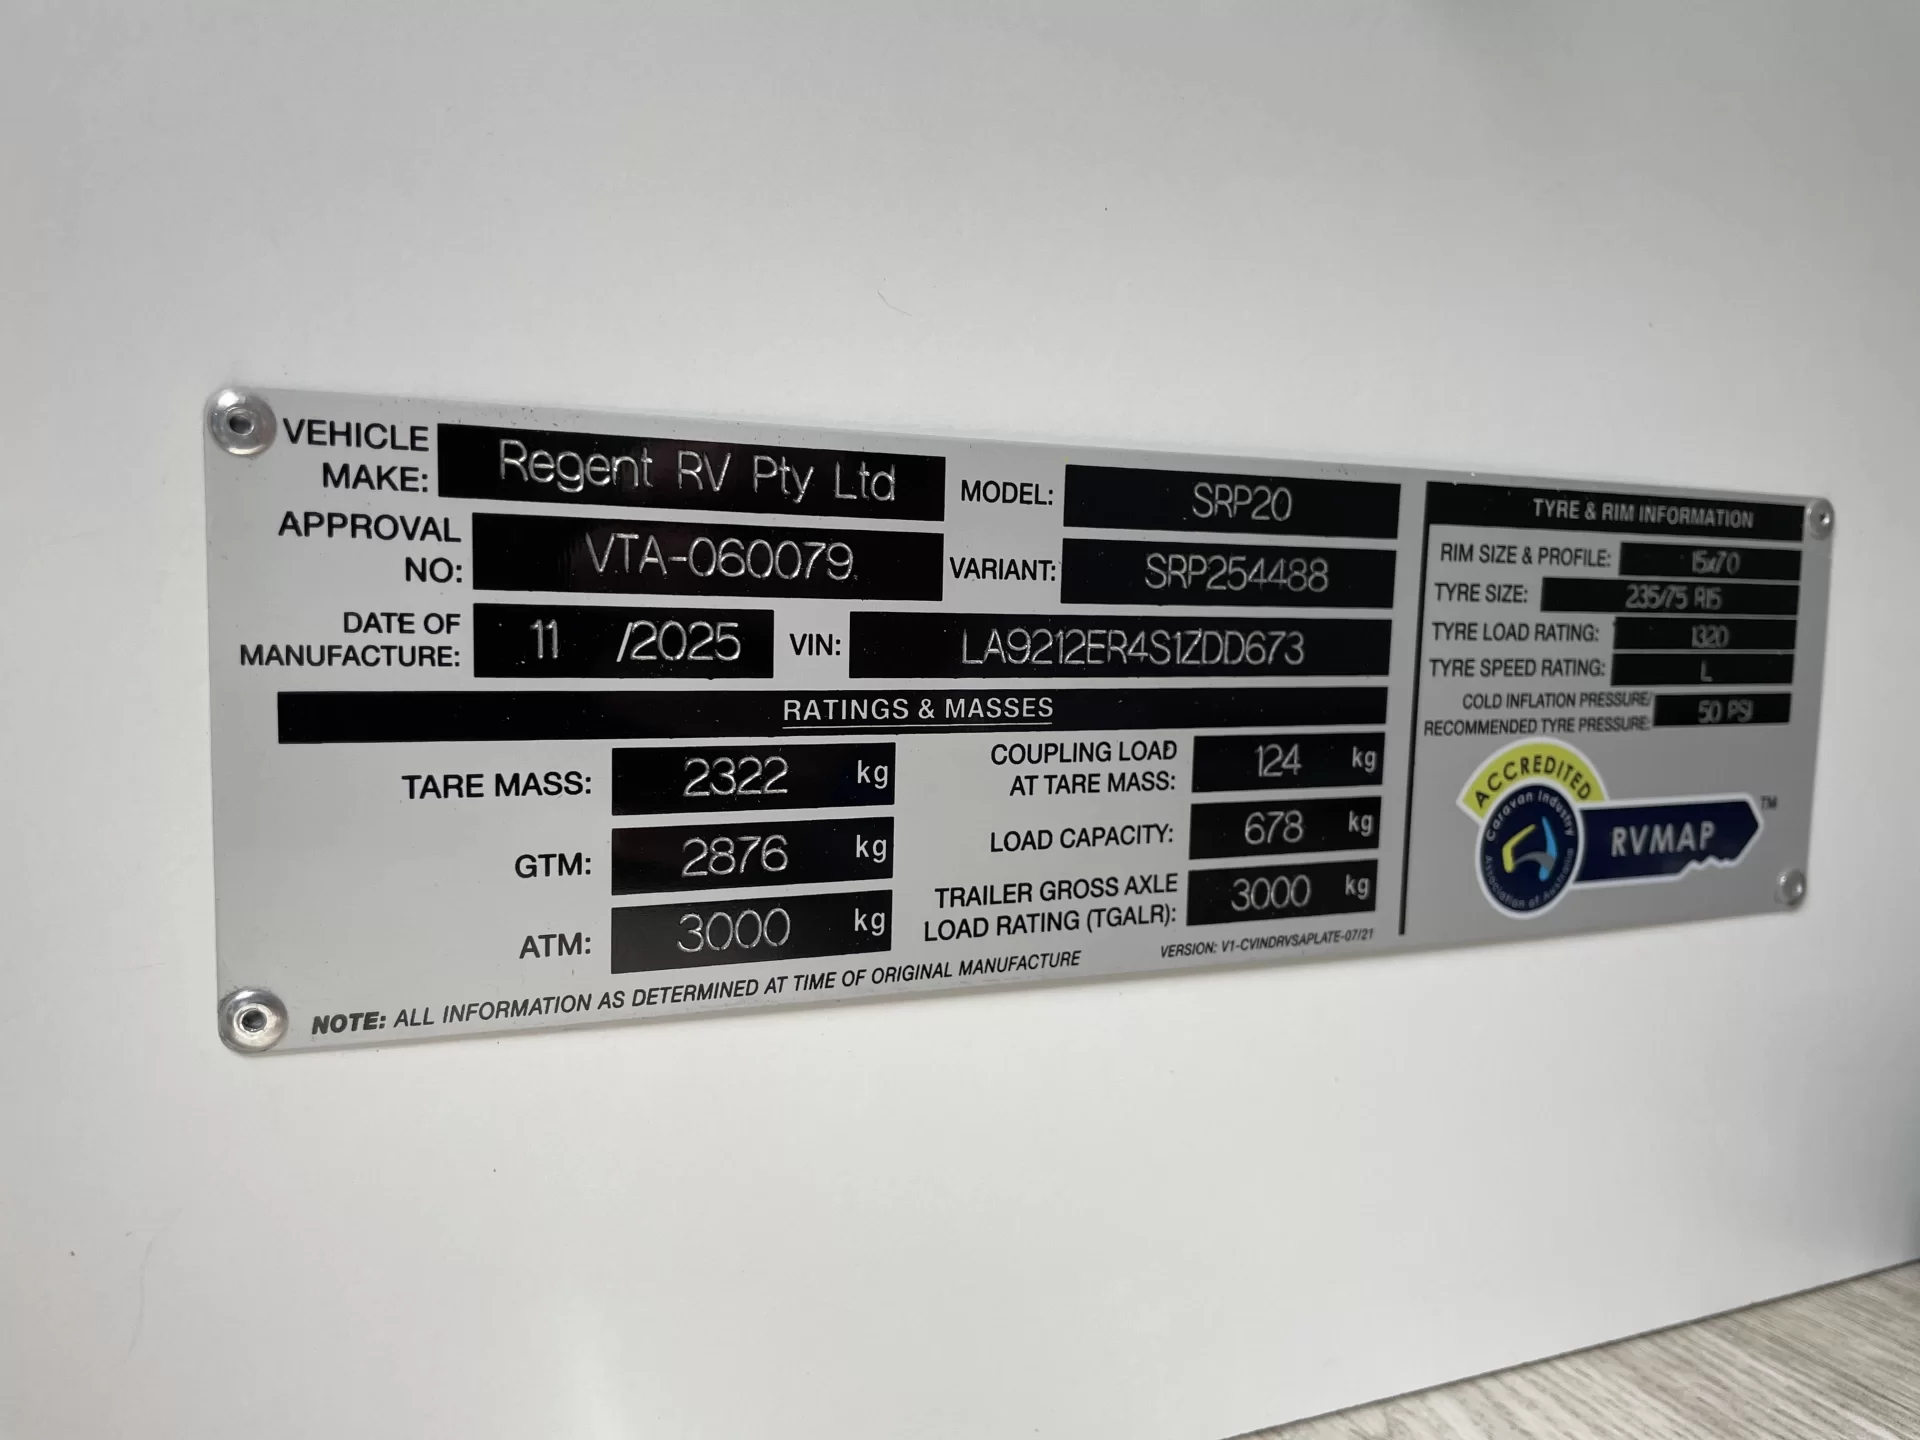 VEHICLE MAKE: Regent RV Pty Ltd
MODEL: SRP20
APPROVAL NO: VTA-060079
VARIANT: SRP254488
DATE OF MANUFACTURE: 11 /2025
VIN: LA9212ER4S1ZDD673
RATINGS & MASSES
TARE MASS: 2322 kg
GTM: 2876 kg
ATM: 3000 kg
COUPLING LOAD AT TARE MASS: 124 kg
LOAD CAPACITY: 678 kg
TRAILER GROSS AXLE LOAD RATING (TGALR): 3000 kg
NOTE: ALL INFORMATION AS DETERMINED AT TIME OF ORIGINAL MANUFACTURE
VERSION: V1-CVINDRVSAPLATE-07/21
TYRE & RIM INFORMATION
RIM SIZE & PROFILE: 15x7.0
TYRE SIZE: 235/75 R15
TYRE LOAD RATING: 1320
TYRE SPEED RATING: L
COLD INFLATION PRESSURE/
RECOMMENDED TYRE PRESSURE: 50 PSI
ACCREDITED
Caravan Industry Association of Australia
RVMAP™